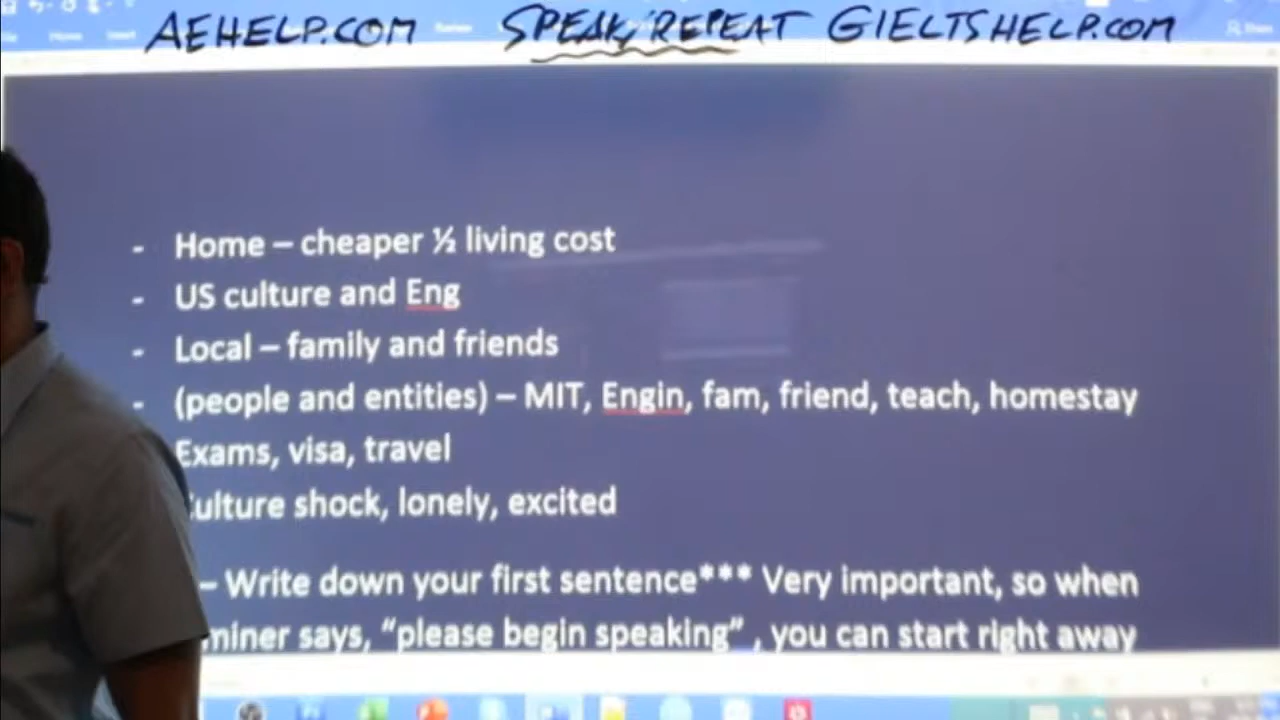 AEHELP.COM SPEAK/REPEAT GIELTSHELP.COM
- Home – cheaper ½ living cost
- US culture and Eng
- Local – family and friends
- (people and entities) – MIT, Engin, fam, friend, teach, homestay
Exams, visa, travel
ulture shock, lonely, excited
– Write down your first sentence*** Very important, so when
miner says, “please begin speaking” , you can start right away